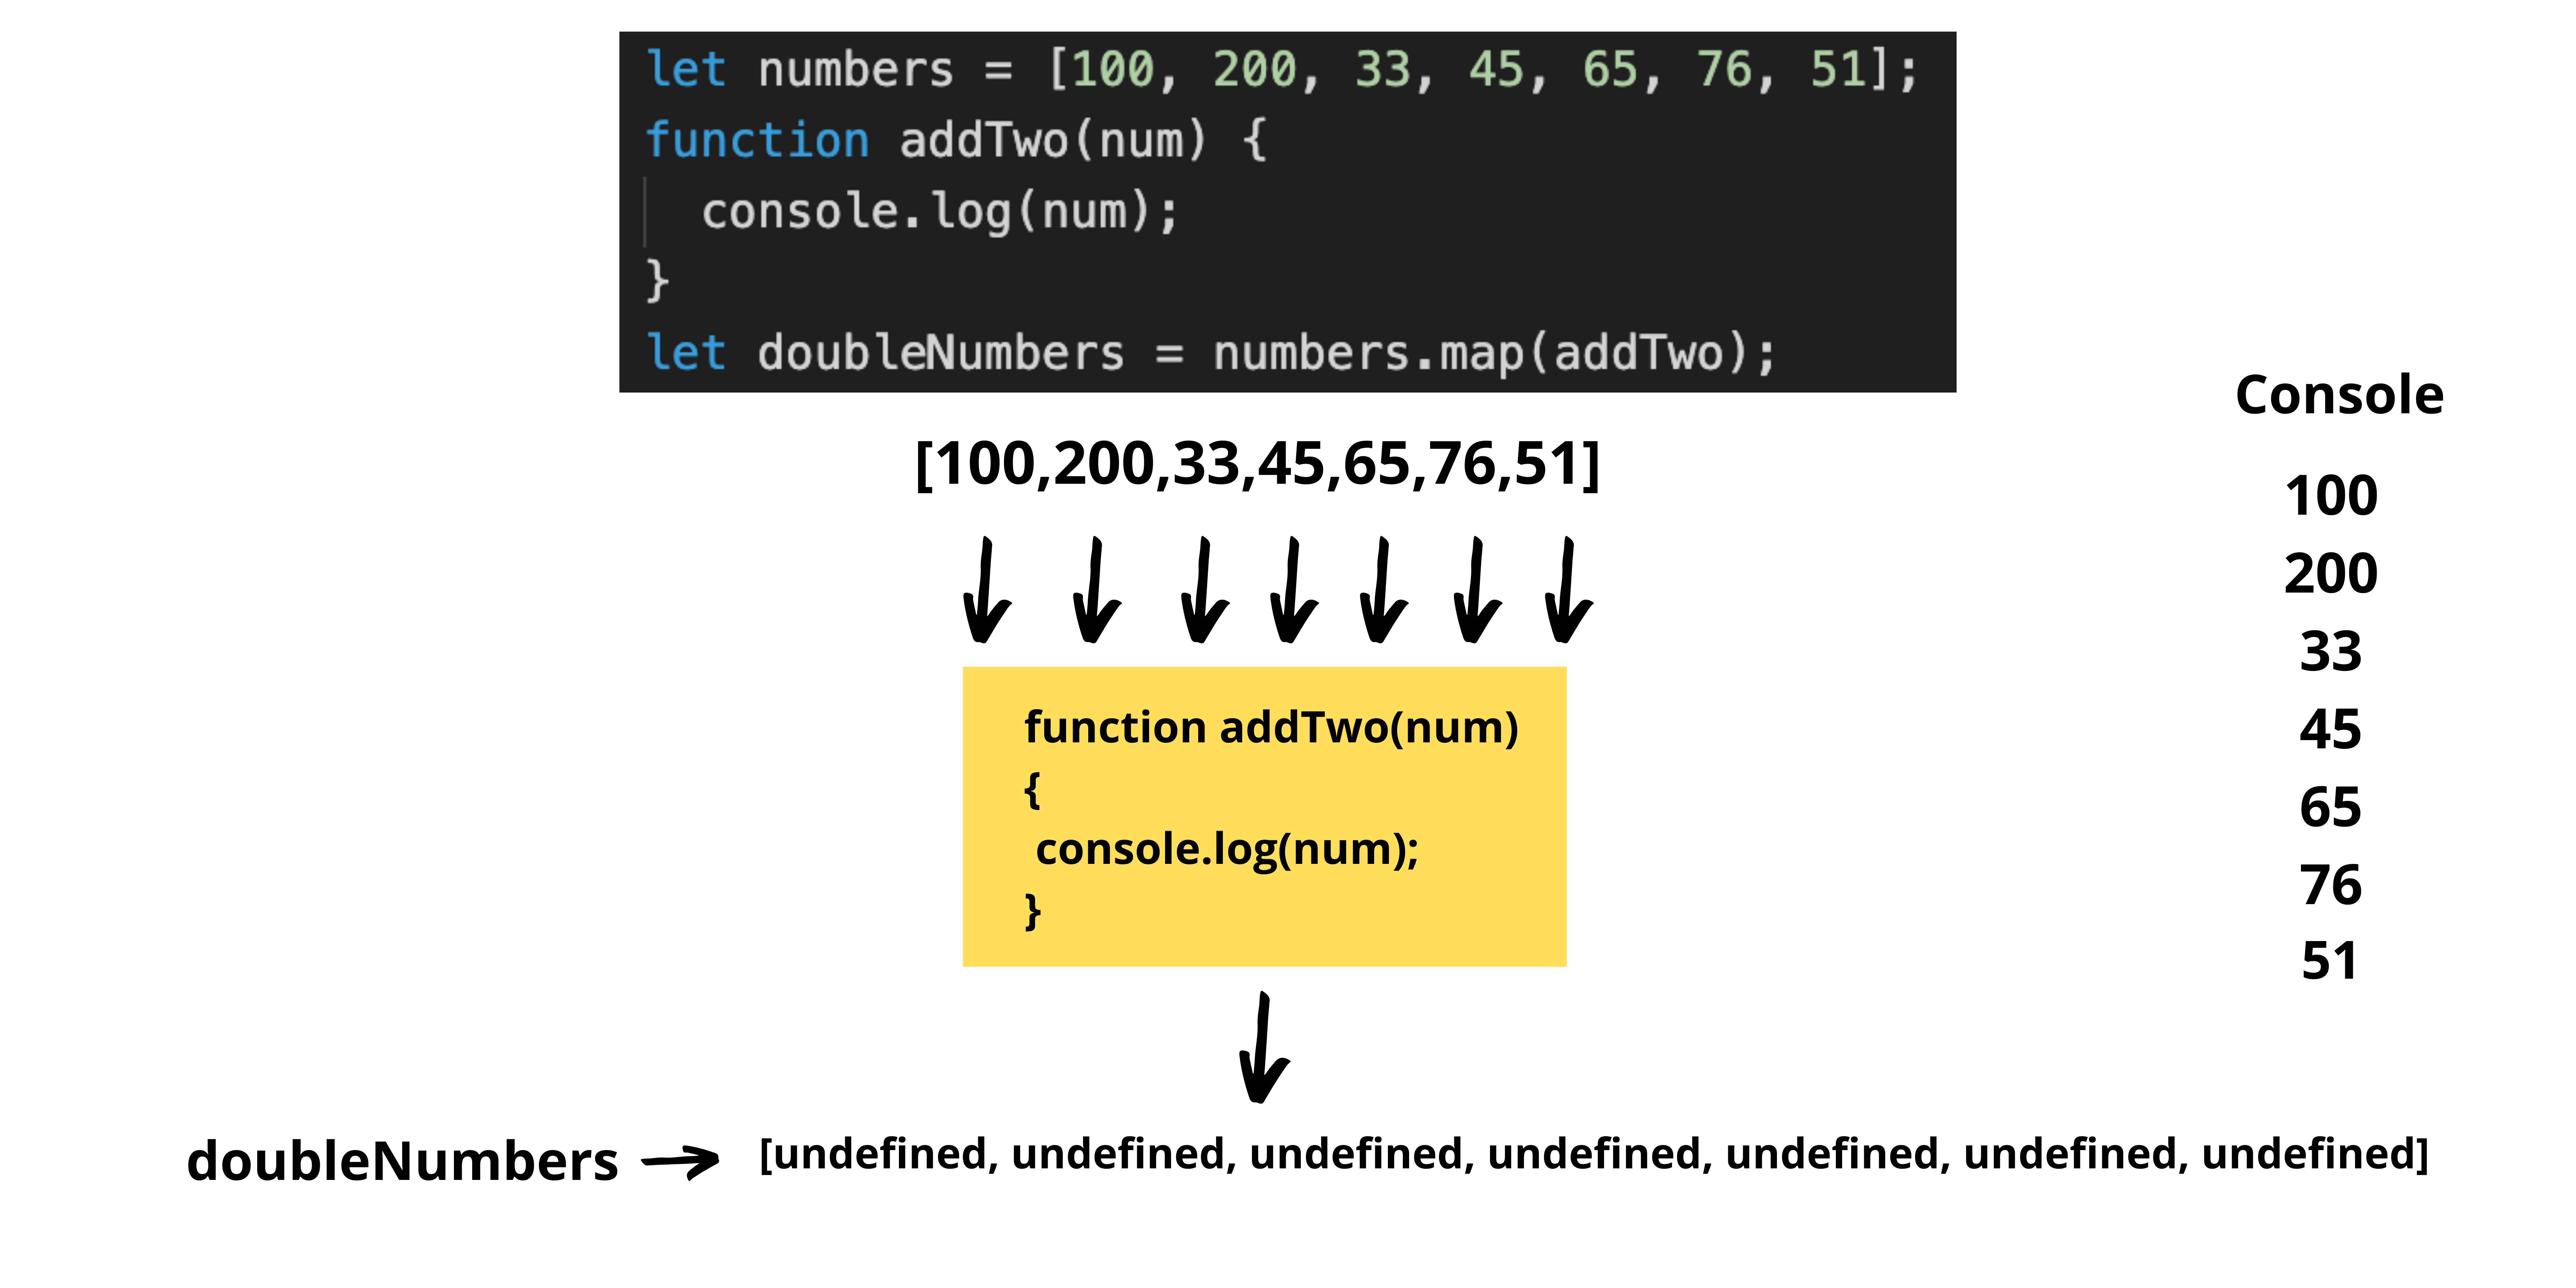 let numbers = [100, 200, 33, 45, 65, 76, 51];
function addTwo(num) {
  console.log(num);
}
let doubleNumbers = numbers.map(addTwo);
[100,200,33,45,65,76,51]
function addTwo(num)
{
 console.log(num);
}
doubleNumbers
[undefined, undefined, undefined, undefined, undefined, undefined, undefined]
Console
100
200
33
45
65
76
51